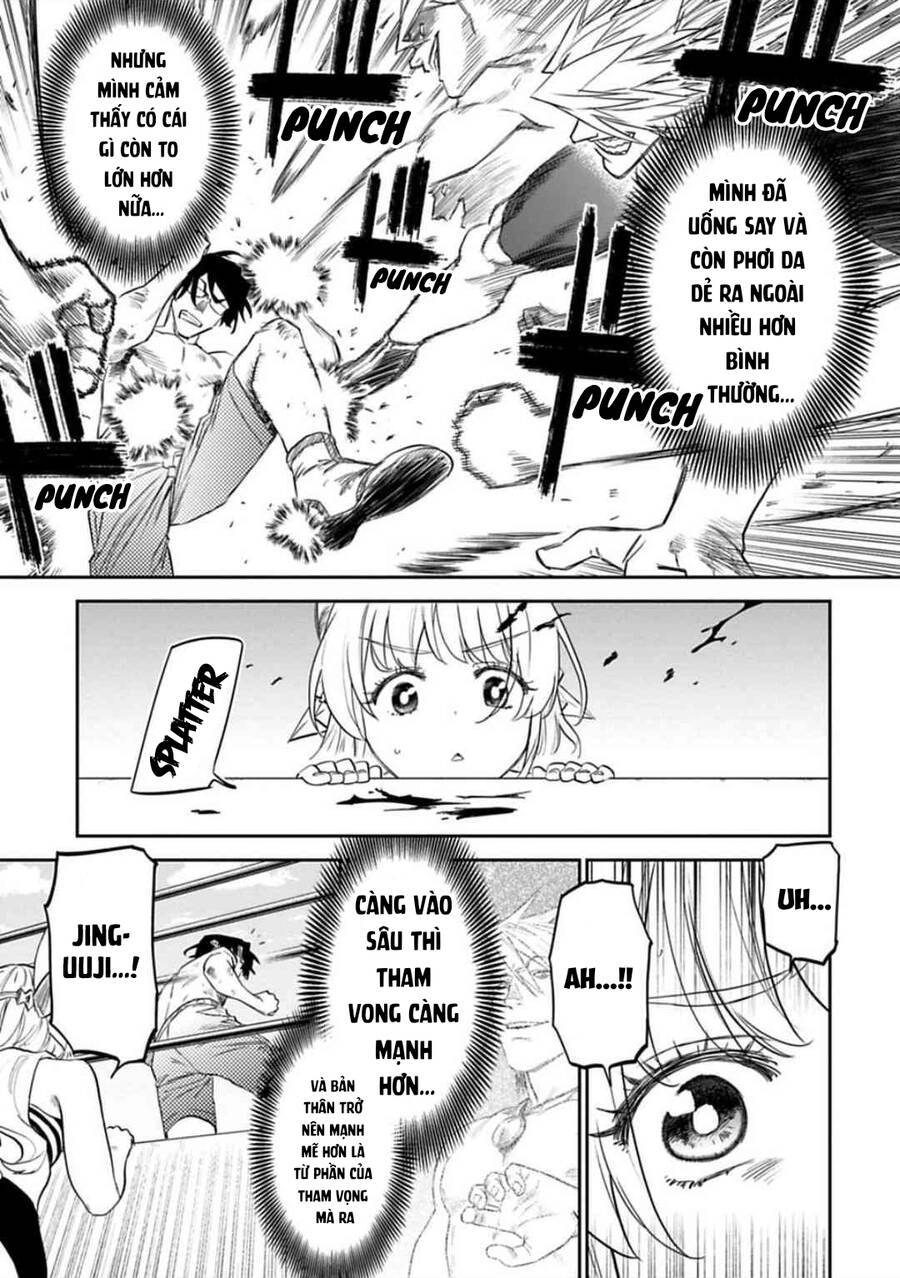 PUNCH
MÌNH ĐÃ
UỐNG SAY VÀ
CÒN PHƠI DA
DẺ RA NGOÀI
NHIỀU HƠN
BÌNH
THƯỜNG...
PUNCH
PUNCH
PUNCH
NHƯNG
MÌNH CẢM
THẤY CÓ CÁI
GÌ CÒN TO
LỚN HƠN
NỮA...
PUNCH
SPLATTER
UH...
AH...!!
CÀNG VÀO
SÂU THÌ
THAM
VONG CÀNG
MẠNH
HƠN...
VÀ BẢN
THÂN TRỞ
NÊN MẠNH
MẼ HƠN LÀ
TỪ PHẦN CỦA
THAM VỌNG
MÀ RA
JING-
UUJI...!